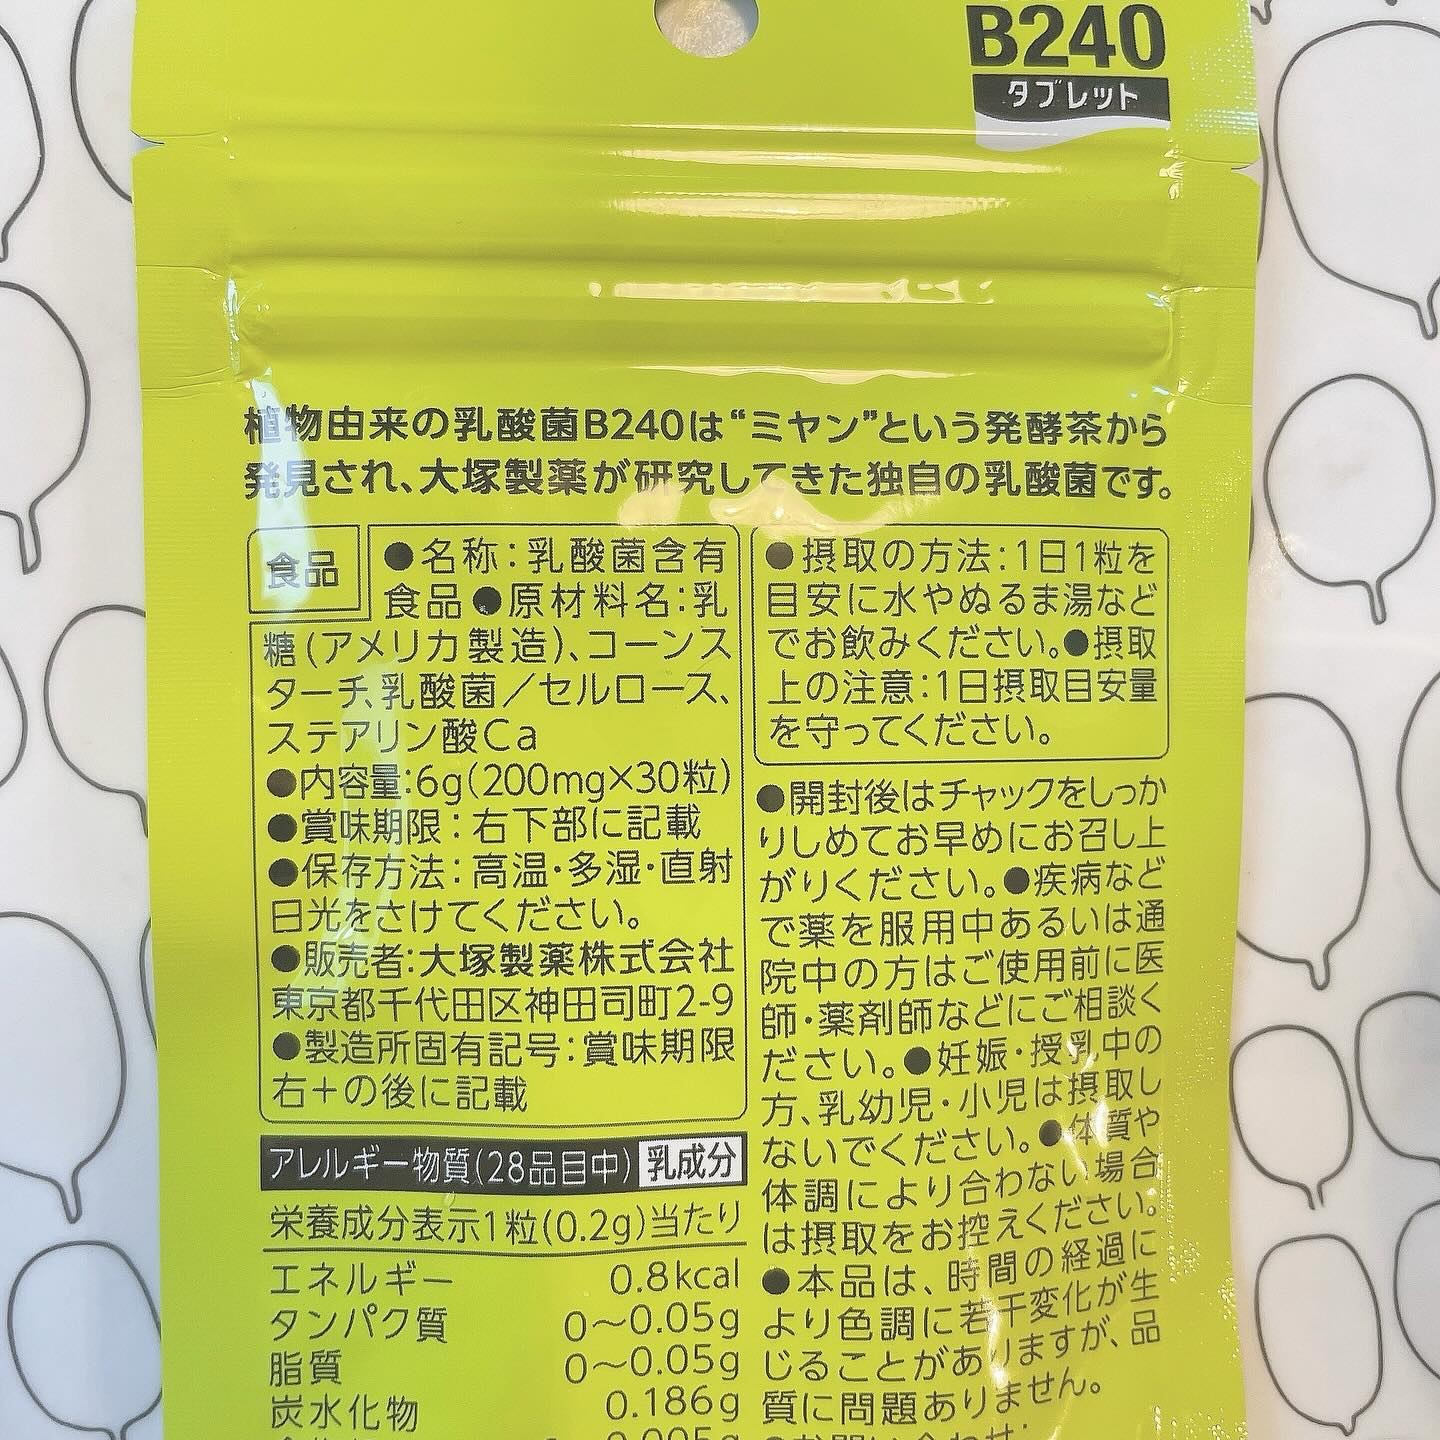 B240
タブレット
植物由来の乳酸菌B240は“ミヤン”という発酵茶から
発見され、大塚製薬が研究してきた独自の乳酸菌です。
食品
●名称：乳酸菌含有
食品●原材料名：乳
糖(アメリカ製造)、コーンス
ターチ、乳酸菌／セルロース、
ステアリン酸Ca
●内容量：6g(200mg×30粒)
●賞味期限：右下部に記載
●保存方法：高温・多湿・直射
日光をさけてください。
●販売者：大塚製薬株式会社
東京都千代田区神田司町2-9
●製造所固有記号：賞味期限
右＋の後に記載
アレルギー物質(28品目中) 乳成分
栄養成分表示1粒(0.2g)当たり
エネルギー 0.8kcal
タンパク質 0〜0.05g
脂質 0〜0.05g
炭水化物 0.186g
●摂取の方法：1日1粒を
目安に水やぬるま湯など
でお飲みください。●摂取
上の注意：1日摂取目安量
を守ってください。
●開封後はチャックをしっか
りしめてお早めにお召し上
がりください。●疾病など
で薬を服用中あるいは通
院中の方はご使用前に医
師・薬剤師などにご相談く
ださい。●妊娠・授乳中の
方、乳幼児・小児は摂取し
ないでください。●体質や
体調により合わない場合
は摂取をお控えください。
●本品は、時間の経過に
より色調に若干変化が生
じることがありますが、品
質に問題ありません。